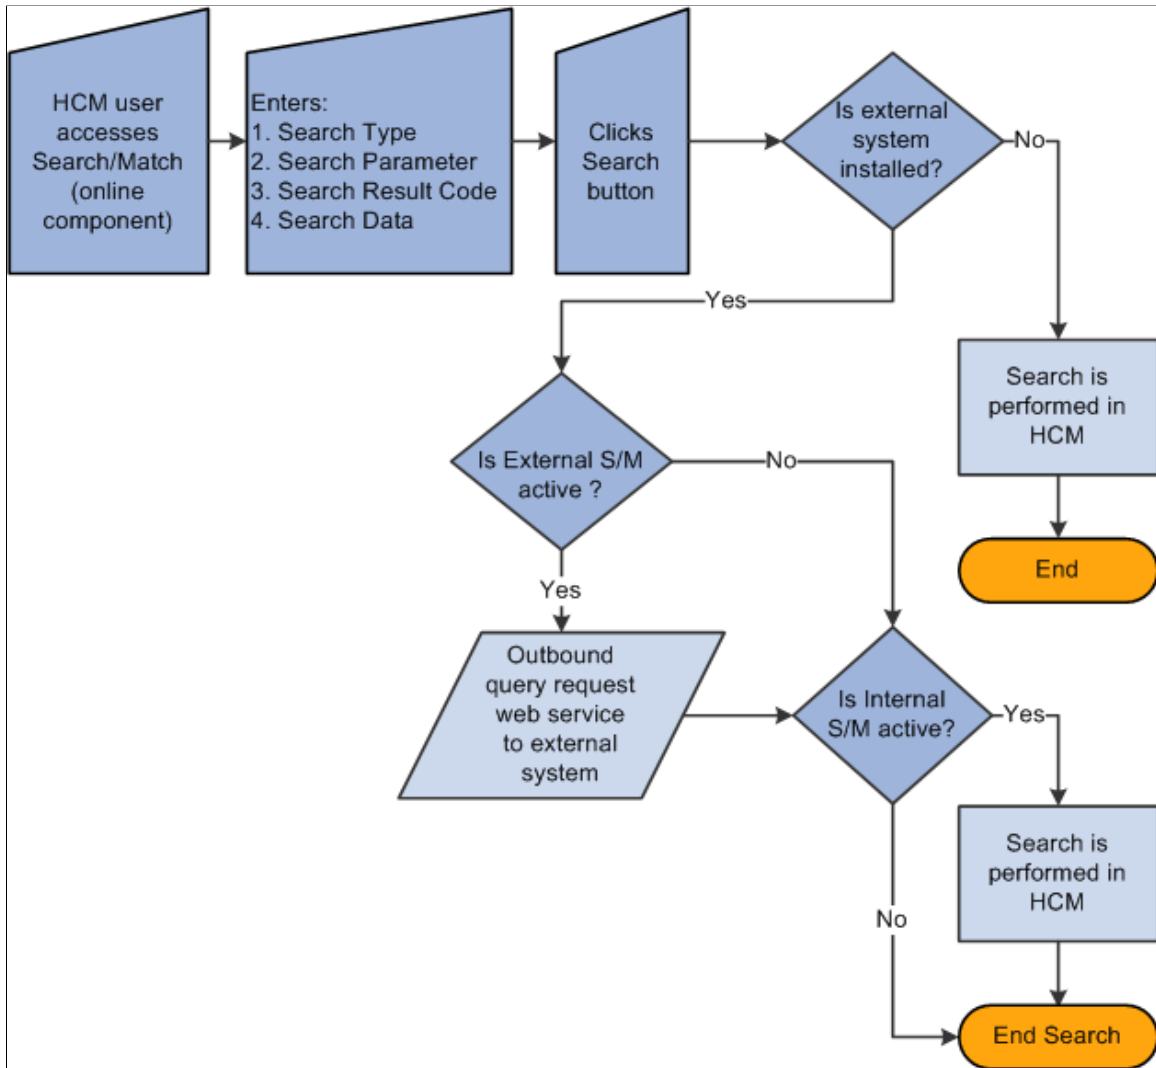 HCM user
accesses
Search/Match
(online
component)
Enters:
1. Search Type
2. Search Parameter
3. Search Result Code
4. Search Data
Clicks
Search
button
Is external
system
installed?
No
Yes
Search is
performed in
HCM
End
Is External S/M
active ?
No
Yes
Outbound
query request
web service
to external
system
Is Internal
S/M active?
Yes
No
Search is
performed in
HCM
End Search